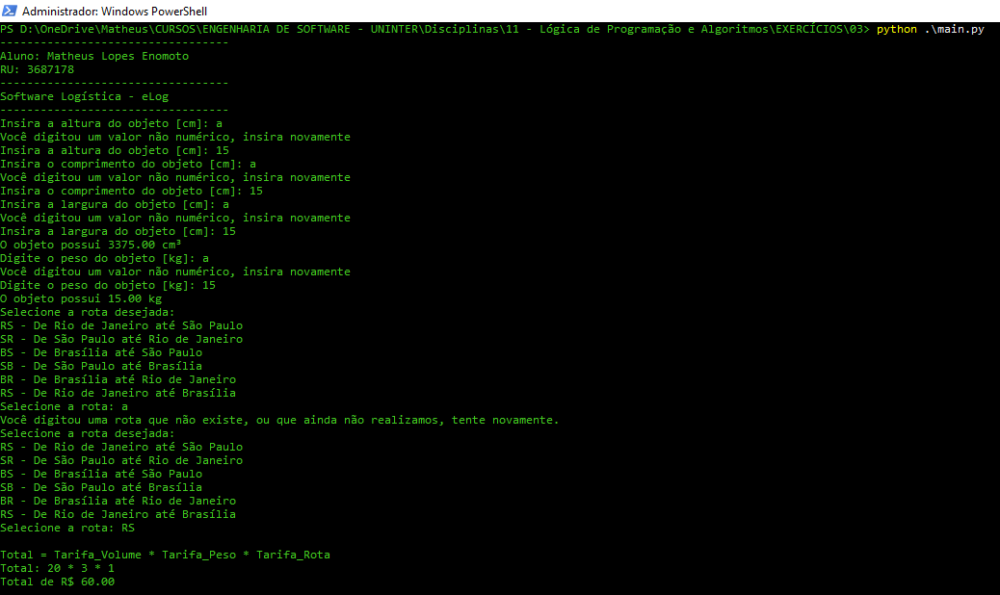 Administrador: Windows PowerShell
PS D:\OneDrive\Matheus\CURSOS\ENGENHARIA DE SOFTWARE - UNINTER\Disciplinas\11 - Lógica de Programação e Algoritmos\EXERCÍCIOS\03> python .\main.py
----------------------------------
Aluno: Matheus Lopes Enomoto
RU: 3687178
----------------------------------
Software Logística - eLog
----------------------------------
Insira a altura do objeto [cm]: a
Você digitou um valor não numérico, insira novamente
Insira a altura do objeto [cm]: 15
Insira o comprimento do objeto [cm]: a
Você digitou um valor não numérico, insira novamente
Insira o comprimento do objeto [cm]: 15
Insira a largura do objeto [cm]: a
Você digitou um valor não numérico, insira novamente
Insira a largura do objeto [cm]: 15
O objeto possui 3375.00 cm³
Digite o peso do objeto [kg]: a
Você digitou um valor não numérico, insira novamente
Digite o peso do objeto [kg]: 15
O objeto possui 15.00 kg
Selecione a rota desejada:
RS - De Rio de Janeiro até São Paulo
SR - De São Paulo até Rio de Janeiro
BS - De Brasília até São Paulo
SB - De São Paulo até Brasília
BR - De Brasília até Rio de Janeiro
RS - De Rio de Janeiro até Brasília
Selecione a rota: a
Você digitou uma rota que não existe, ou que ainda não realizamos, tente novamente.
Selecione a rota desejada:
RS - De Rio de Janeiro até São Paulo
SR - De São Paulo até Rio de Janeiro
BS - De Brasília até São Paulo
SB - De São Paulo até Brasília
BR - De Brasília até Rio de Janeiro
RS - De Rio de Janeiro até Brasília
Selecione a rota: RS
Total = Tarifa_Volume * Tarifa_Peso * Tarifa_Rota
Total: 20 * 3 * 1
Total de R$ 60.00